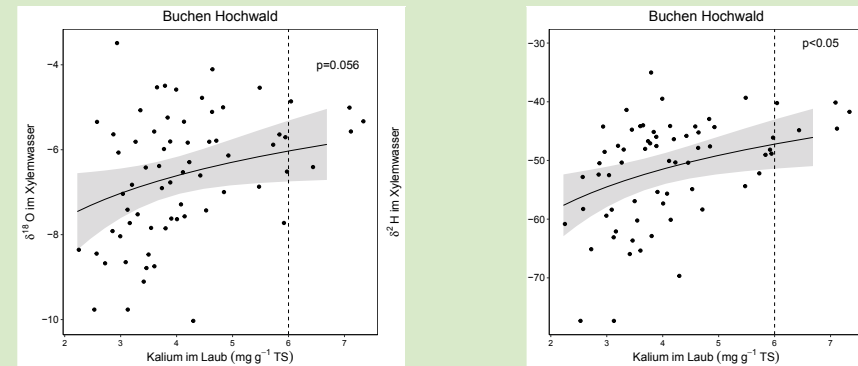 Buchen Hochwald
p=0.056
−4
−6
−8
−10
δ18 O im Xylemwasser
2 3 4 5 6 7
Kalium im Laub (mg g−1 TS)
Buchen Hochwald
p<0.05
−30
−40
−50
−60
−70
δ2 H im Xylemwasser
2 3 4 5 6 7
Kalium im Laub (mg g−1 TS)